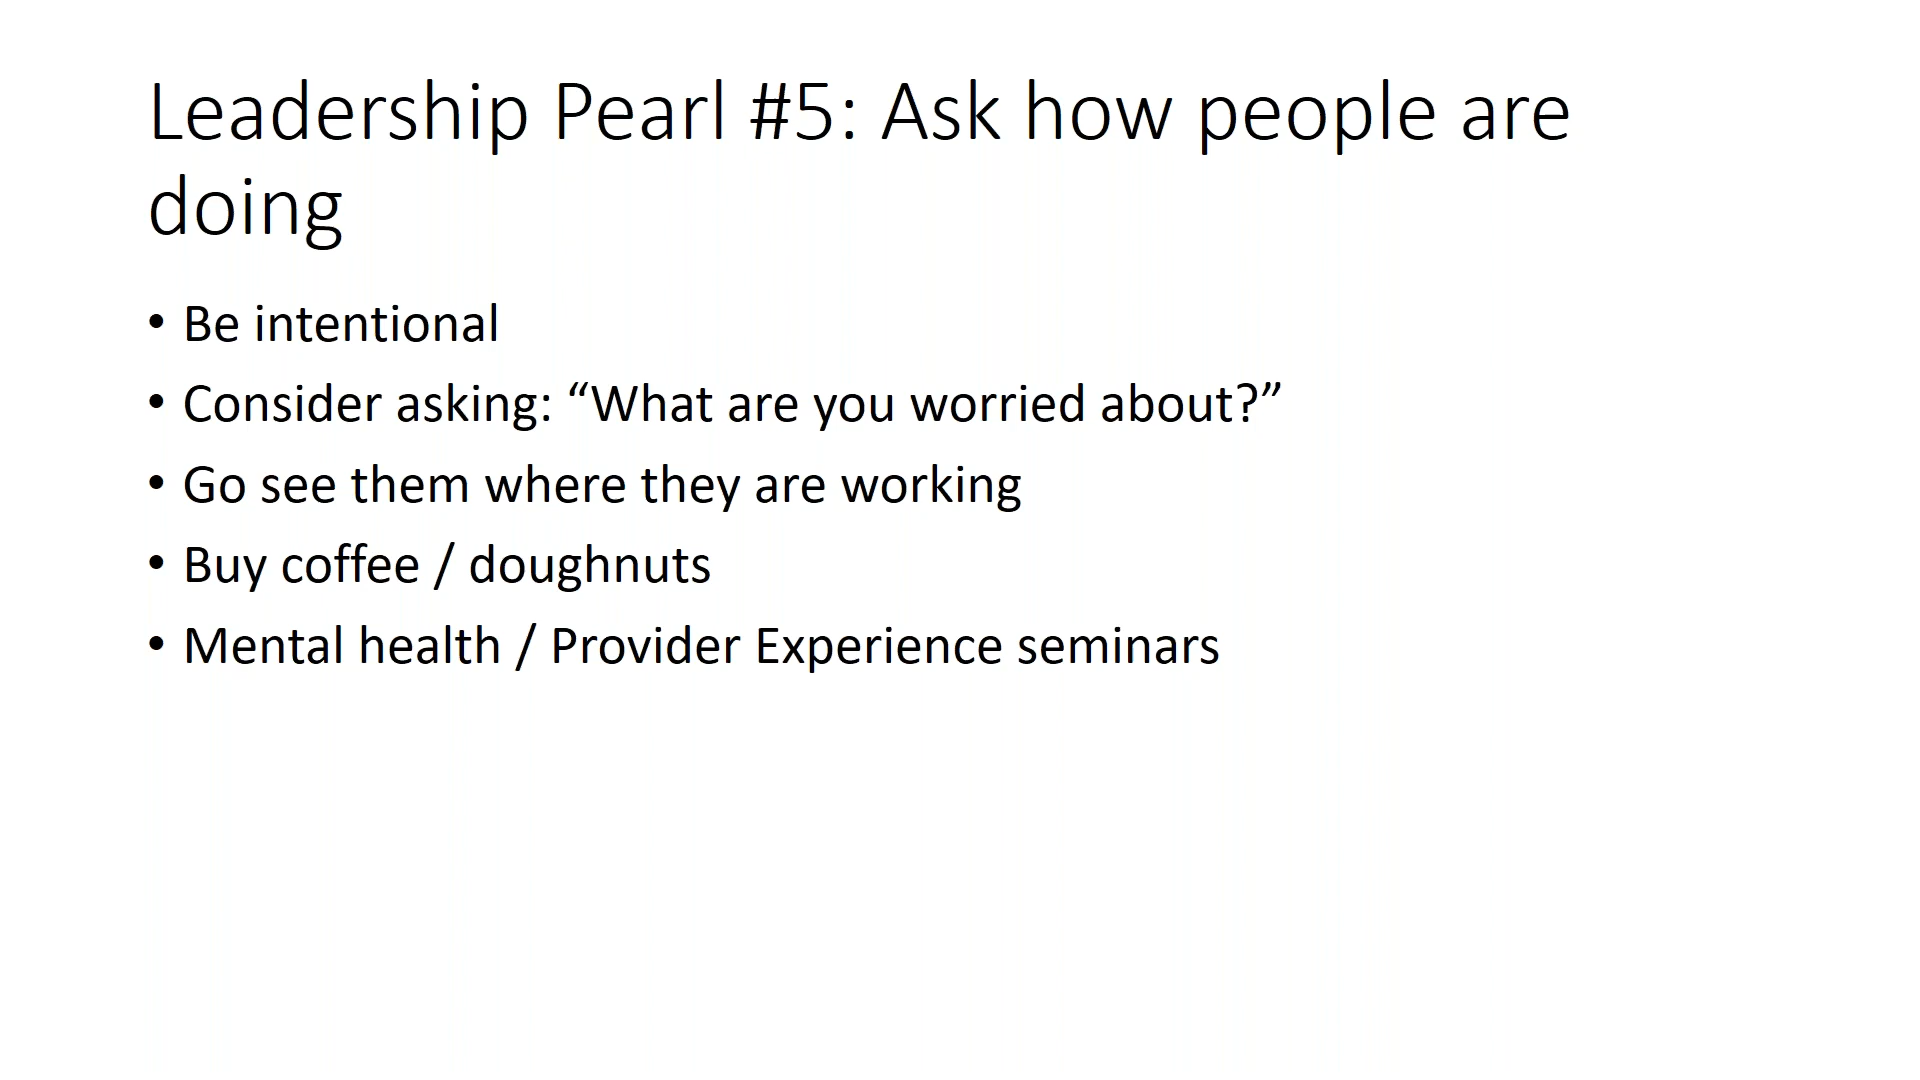 Leadership Pearl #5: Ask how people are
doing
• Be intentional
• Consider asking: “What are you worried about?”
• Go see them where they are working
• Buy coffee / doughnuts
• Mental health / Provider Experience seminars